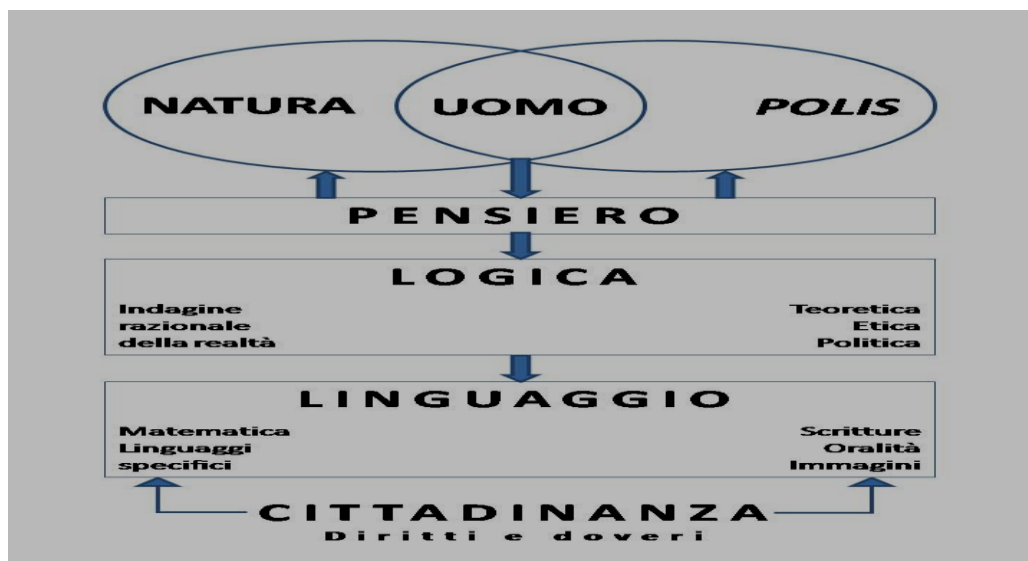 NATURA UOMO POLIS
PENSIERO
LOGICA
Indagine
razionale
della realtà
Teoretica
Etica
Politica
LINGUAGGIO
Matematica
Linguaggi
specifici
Scritture
Oralità
Immagini
CITTADINANZA
Diritti e doveri